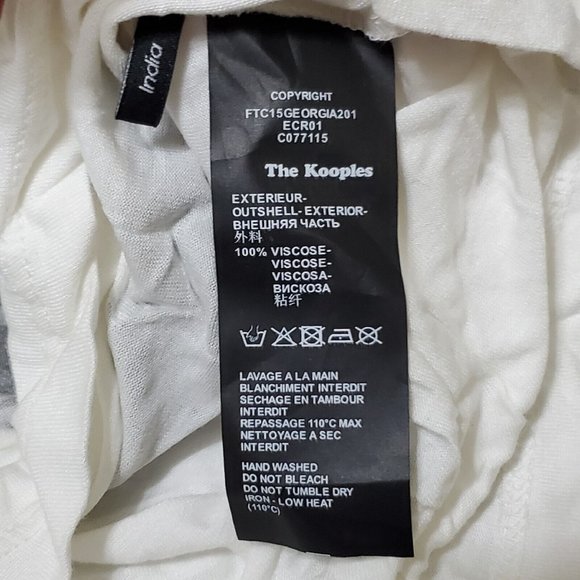 India
COPYRIGHT
FTC15GEORGIA201
ECR01
C077115
The Kooples
EXTERIEUR-
OUTSHELL- EXTERIOR-
ВНЕШНЯЯ ЧАСТЬ
外料
100% VISCOSE-
VISCOSE-
VISCOSA-
ВИСКОЗА
粘纤
LAVAGE A LA MAIN
BLANCHIMENT INTERDIT
SECHAGE EN TAMBOUR
INTERDIT
REPASSAGE 110°C MAX
NETTOYAGE A SEC
INTERDIT
HAND WASHED
DO NOT BLEACH
DO NOT TUMBLE DRY
IRON - LOW HEAT
(110°C)